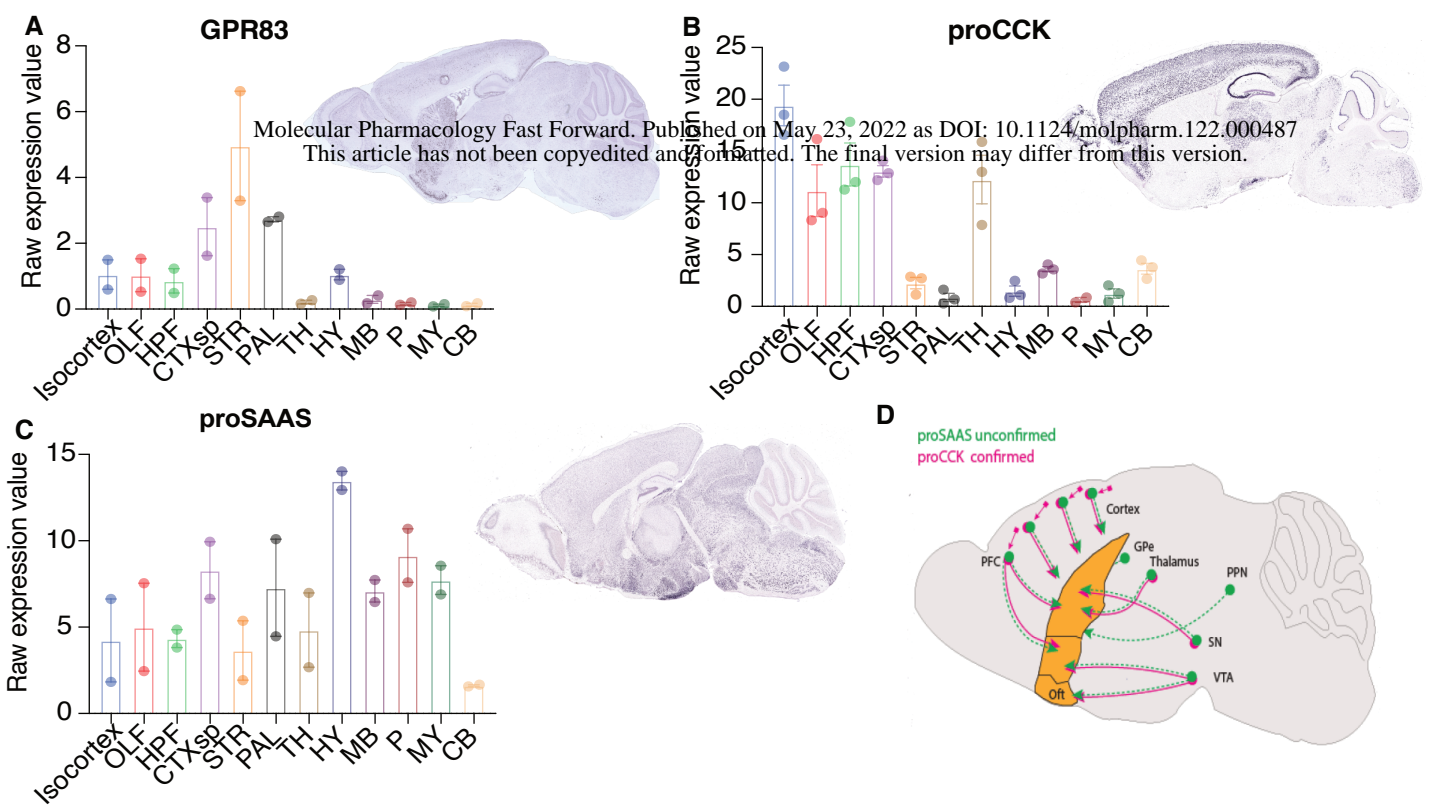 A
GPR83
Raw expression value
8
6
4
2
0
Isocortex
OLF
HPF
CTXsp
STR
PAL
TH
HY
MB
P
MY
CB
B
proCCK
Raw expression value
25
20
15
10
5
0
Isocortex
OLF
HPF
CTXsp
STR
PAL
TH
HY
MB
P
MY
CB
Molecular Pharmacology Fast Forward. Published on May 23, 2022 as DOI: 10.1124/molpharm.122.000487
This article has not been copyedited and formatted. The final version may differ from this version.
C
proSAAS
Raw expression value
15
10
5
0
Isocortex
OLF
HPF
CTXsp
STR
PAL
TH
HY
MB
P
MY
CB
D
proSAAS unconfirmed
proCCK confirmed
Cortex
GPe
PFC
Thalamus
PPN
SN
VTA
Oft